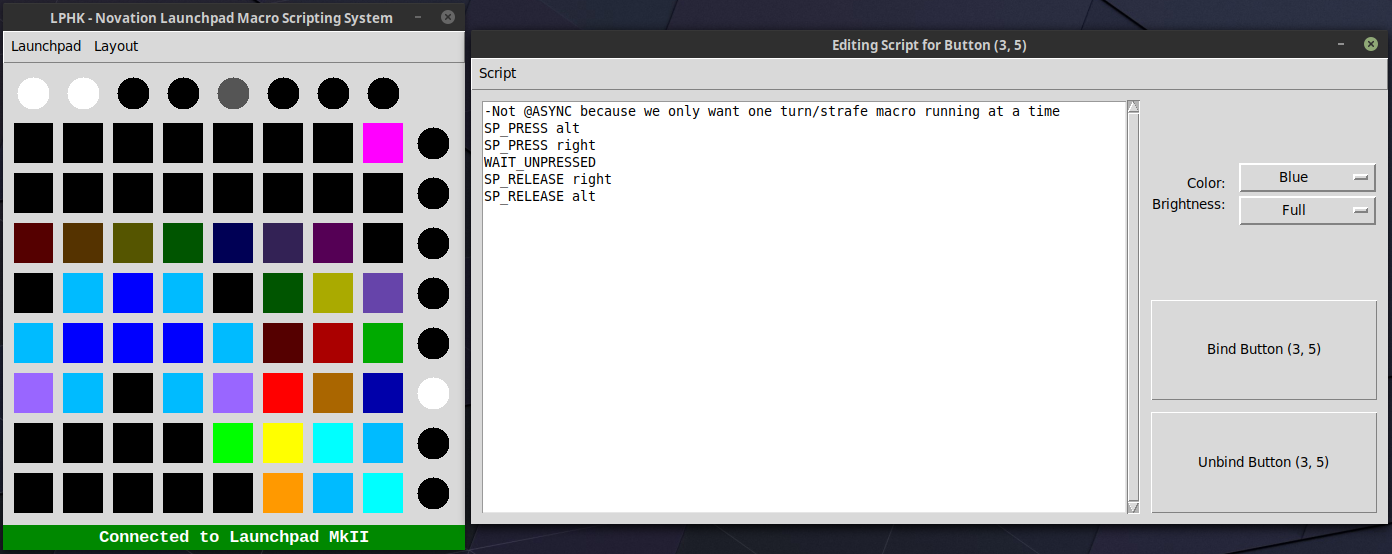 LPHK - Novation Launchpad Macro Scripting System
Launchpad Layout
Connected to Launchpad MkII
Editing Script for Button (3, 5)
Script
-Not @ASYNC because we only want one turn/strafe macro running at a time
SP_PRESS alt
SP_PRESS right
WAIT_UNPRESSED
SP_RELEASE right
SP_RELEASE alt
Color: Blue
Brightness: Full
Bind Button (3, 5)
Unbind Button (3, 5)